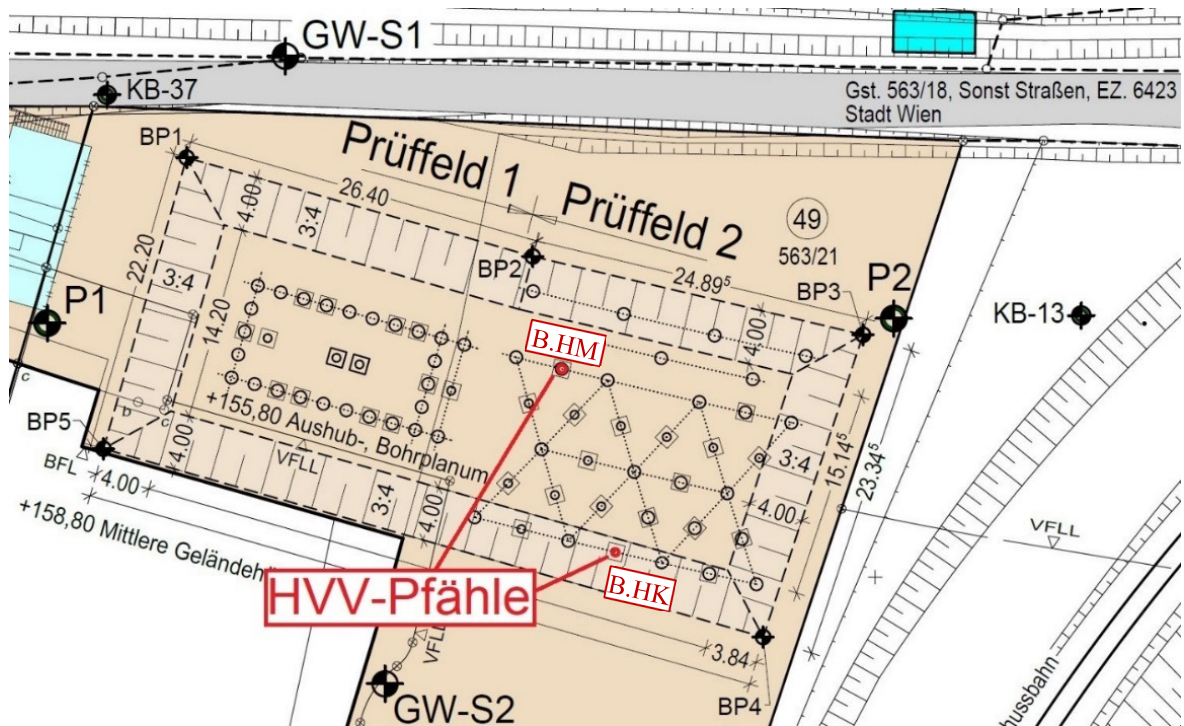 GW-S1
KB-37
Gst. 563/18, Sonst Straßen, EZ. 6423
Stadt Wien
BP1
Prüffeld 1
Prüffeld 2
26.40
4.00
3:4
49
563/21
BP2
24.89⁵
BP3
P2
22.20
3:4
P1
14.20
4.00
KB-13
B.HM
+155,80 Aushub-, Bohrplanum
VFLL
BP5
BFL
4.00
4.00
3:4
4.00
3:4
15.14⁵
23.34⁵
4.00
c
b
c
+158,80 Mittlere Geländeh
VFLL
HVV-Pfähle
B.HK
VFLL
3.84
GW-S2
BP4
hussbahn